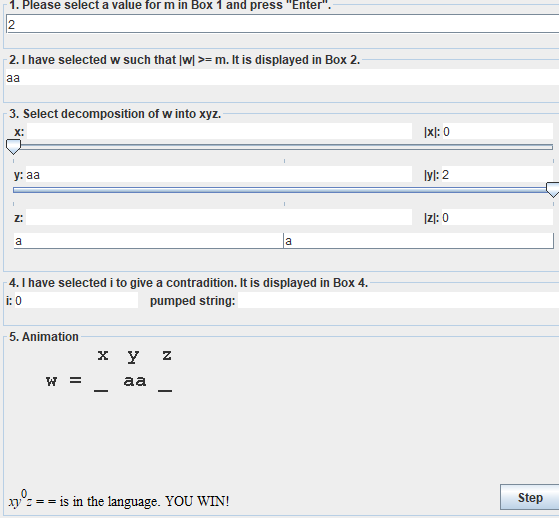 1. Please select a value for m in Box 1 and press "Enter".
2
2. I have selected w such that |w| >= m. It is displayed in Box 2.
aa
3. Select decomposition of w into xyz.
x: |x|: 0
y: aa |y|: 2
z: |z|: 0
a a
4. I have selected i to give a contradition. It is displayed in Box 4.
i: 0 pumped string:
5. Animation
x y z
w = _ aa _
xy⁰z = = is in the language. YOU WIN! Step